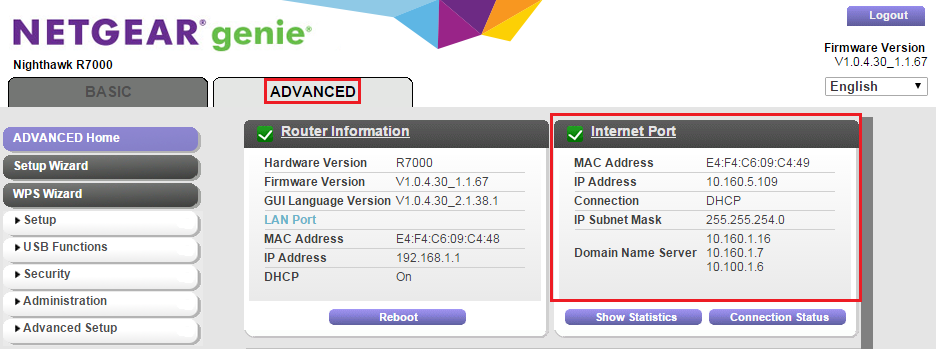 NETGEAR® genie®
Logout
Nighthawk R7000
Firmware Version
V1.0.4.30_1.1.67
BASIC
ADVANCED
English
ADVANCED Home
Setup Wizard
WPS Wizard
Setup
USB Functions
Security
Administration
Advanced Setup
Router Information
Hardware Version R7000
Firmware Version V1.0.4.30_1.1.67
GUI Language Version V1.0.4.30_2.1.38.1
LAN Port
MAC Address E4:F4:C6:09:C4:48
IP Address 192.168.1.1
DHCP On
Reboot
Internet Port
MAC Address E4:F4:C6:09:C4:49
IP Address 10.160.5.109
Connection DHCP
IP Subnet Mask 255.255.254.0
Domain Name Server 10.160.1.16
10.160.1.7
10.100.1.6
Show Statistics
Connection Status